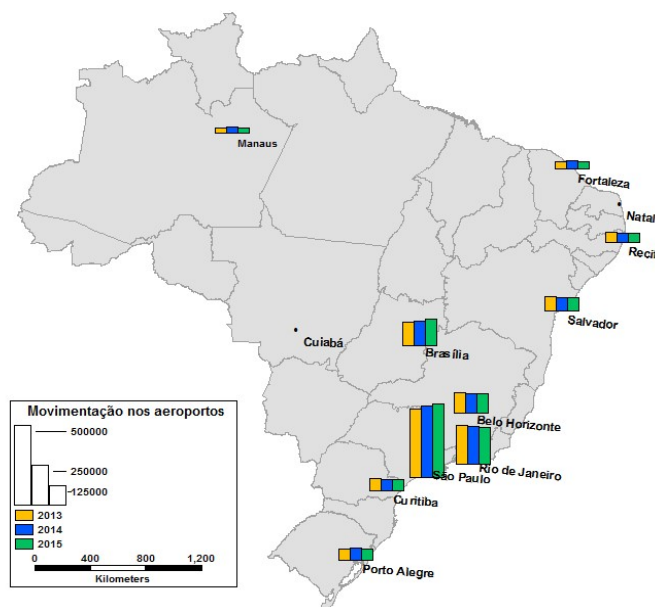 Manaus
Fortaleza
Natal
Recif
Salvador
Cuiabá
Brasília
Belo Horizonte
Rio de Janeiro
São Paulo
Curitiba
Porto Alegre
Movimentação nos aeroportos
500000
250000
125000
2013
2014
2015
0 400 800 1,200
Kilometers